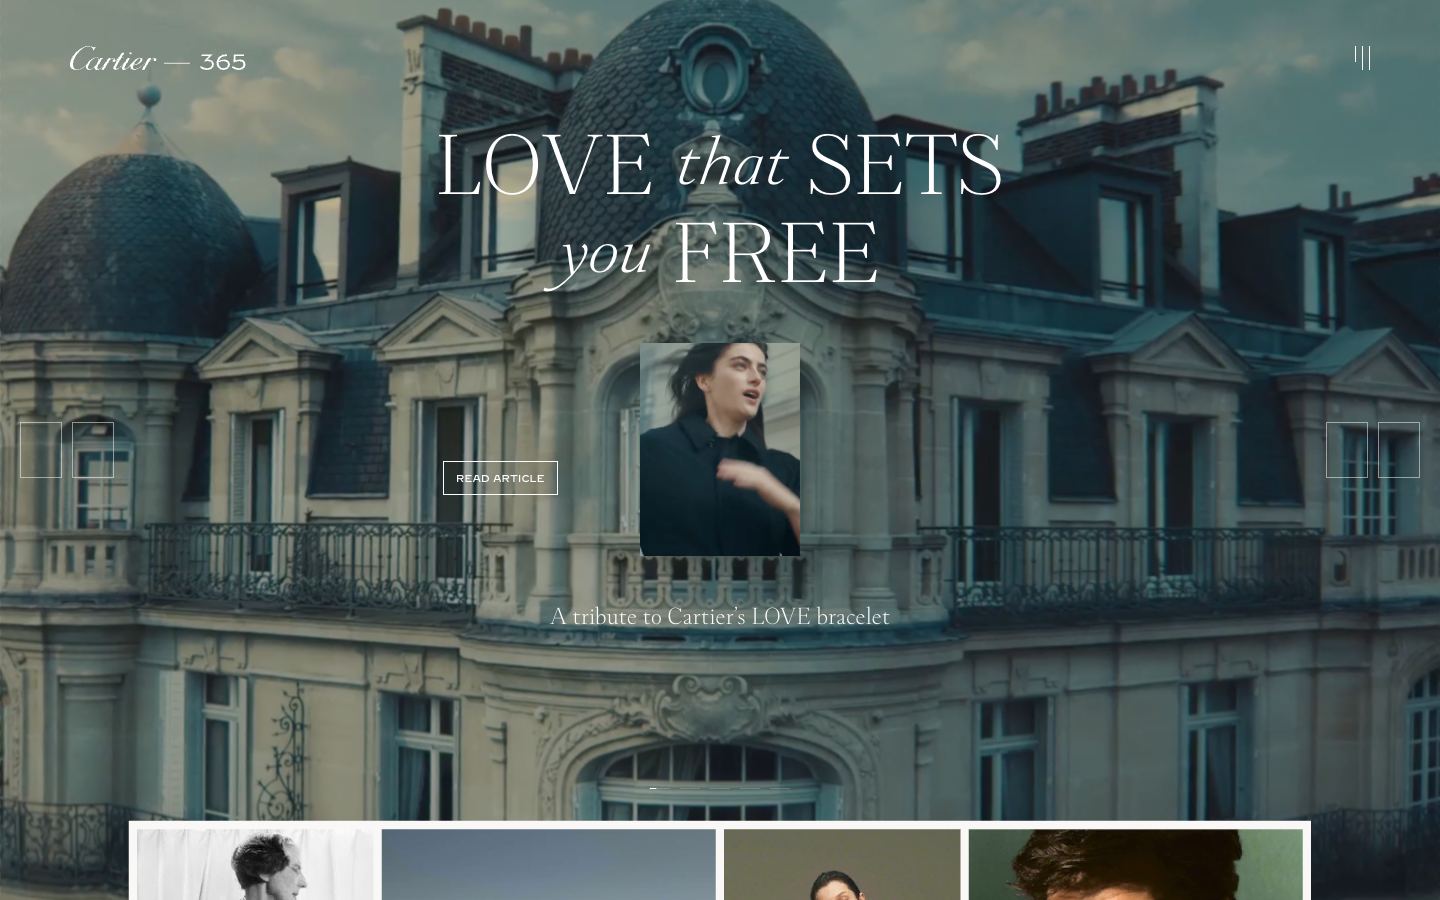 Cartier — 365
LOVE that SETS
you FREE
READ ARTICLE
A tribute to Cartier’s LOVE bracelet